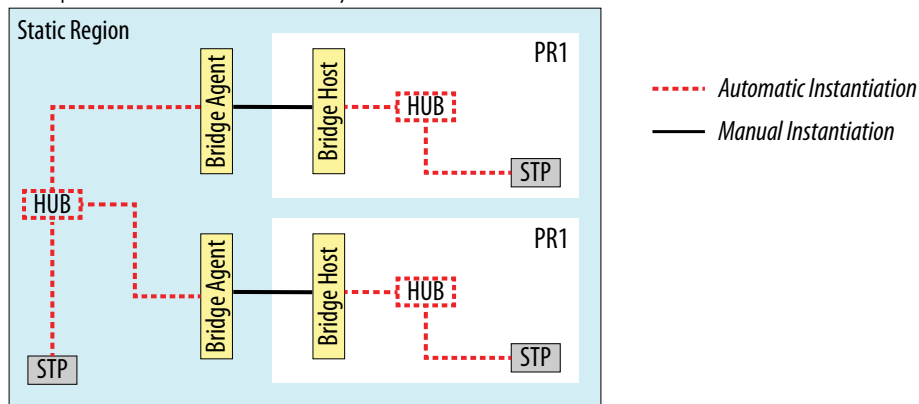 Static Region
PR1
Bridge Agent
Bridge Host
HUB
STP
HUB
PR1
Bridge Agent
Bridge Host
HUB
STP
STP
Automatic Instantiation
Manual Instantiation